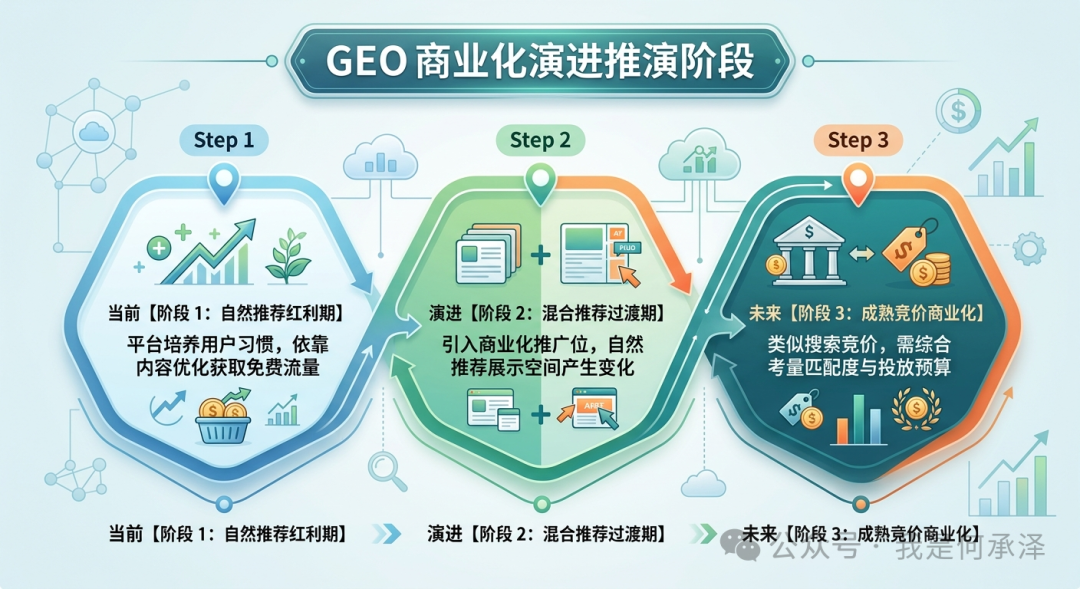 GEO 商业化演进推演阶段
Step 1
Step 2
Step 3
当前【阶段 1：自然推荐红利期】
平台培养用户习惯，依靠
内容优化获取免费流量
演进【阶段 2：混合推荐过渡期】
引入商业化推广位，自然
推荐展示空间产生变化
未来【阶段 3：成熟竞价商业化】
类似搜索竞价，需综合
考量匹配度与投放预算
当前【阶段 1：自然推荐红利期】
演进【阶段 2：混合推荐过渡期】
未来【阶段 3：成熟竞价商业化】
公众号 · 我是何承泽